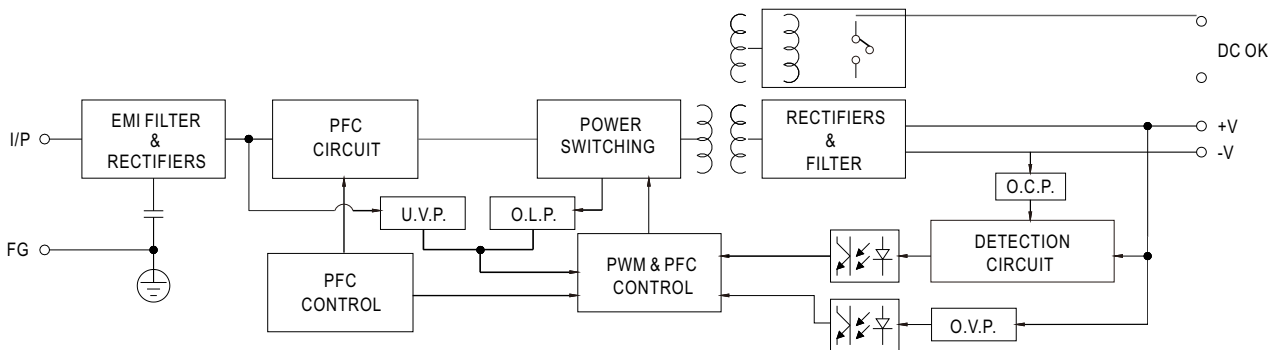 DC OK
I/P
EMI FILTER
&
RECTIFIERS
PFC
CIRCUIT
POWER
SWITCHING
RECTIFIERS
&
FILTER
+V
-V
O.C.P.
U.V.P.
O.L.P.
FG
PFC
CONTROL
PWM & PFC
CONTROL
DETECTION
CIRCUIT
O.V.P.